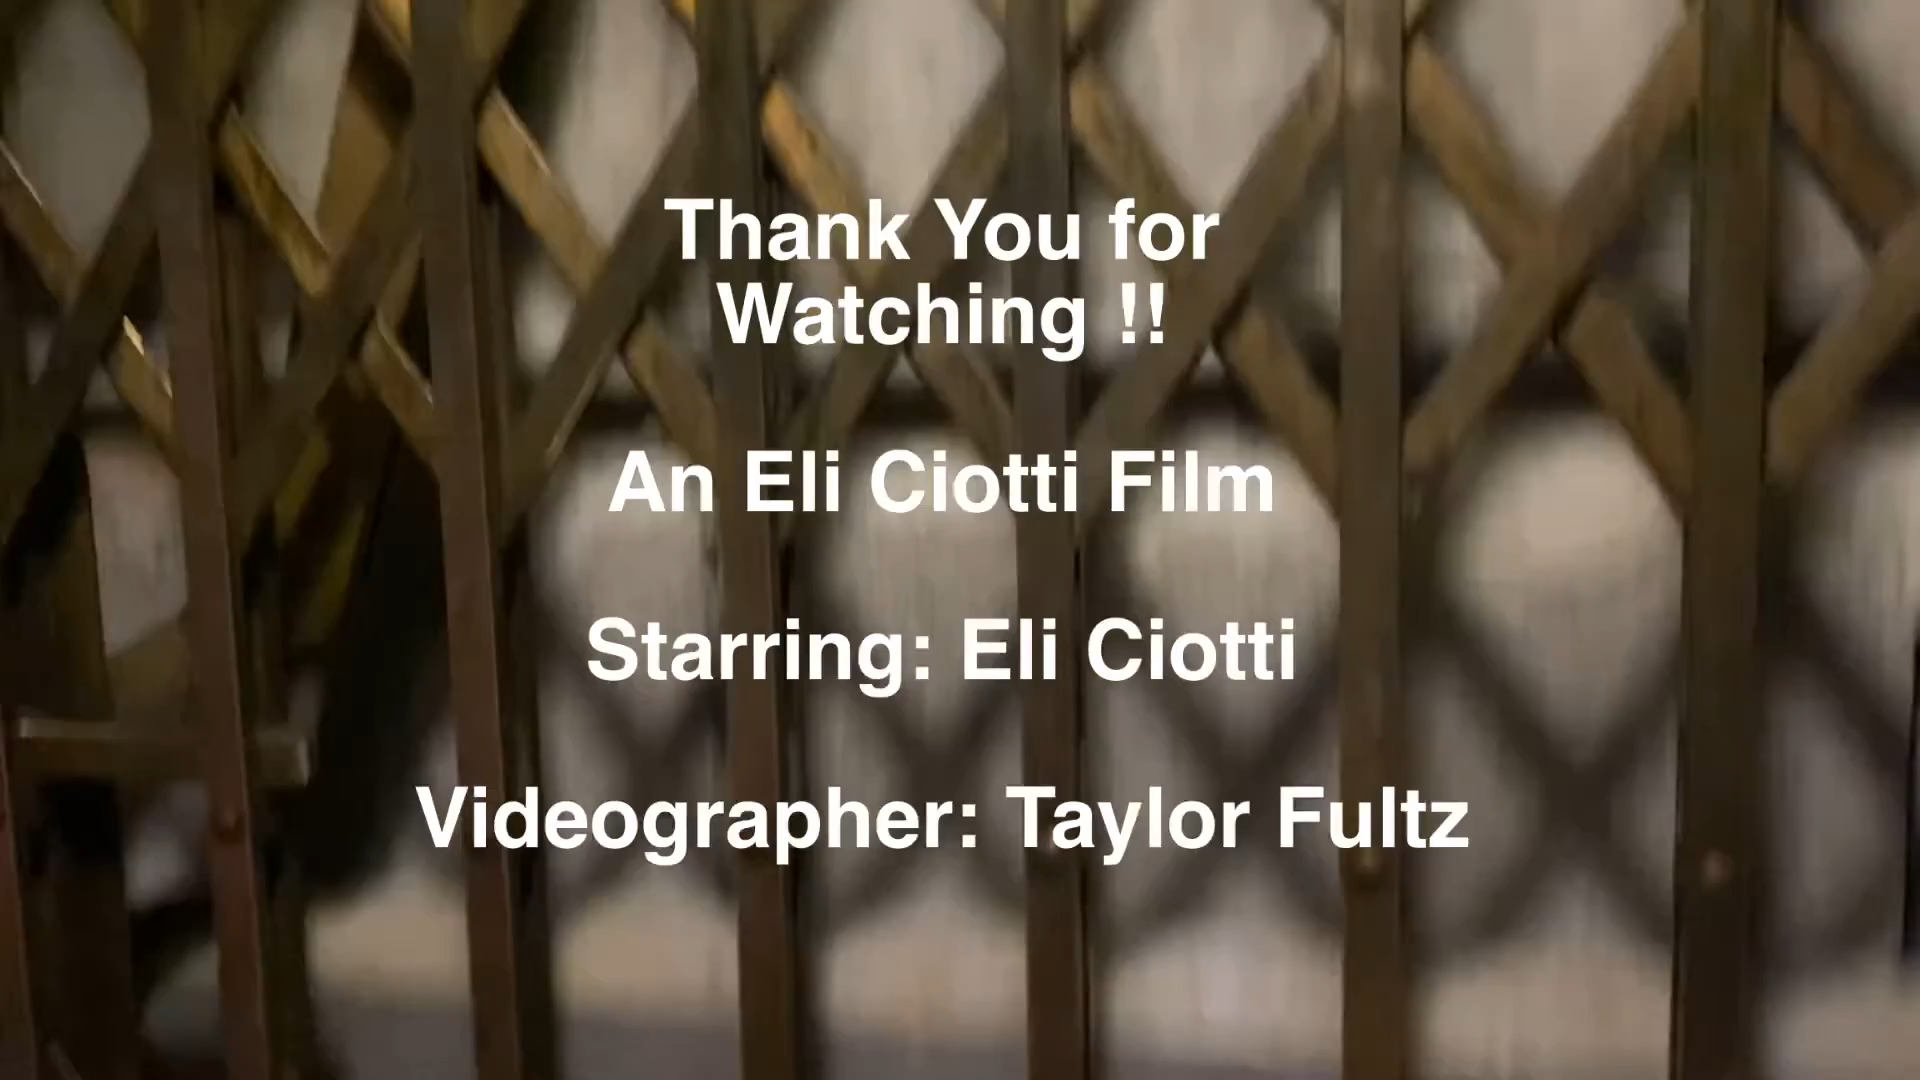 Thank You for
Watching !!
An Eli Ciotti Film
Starring: Eli Ciotti
Videographer: Taylor Fultz